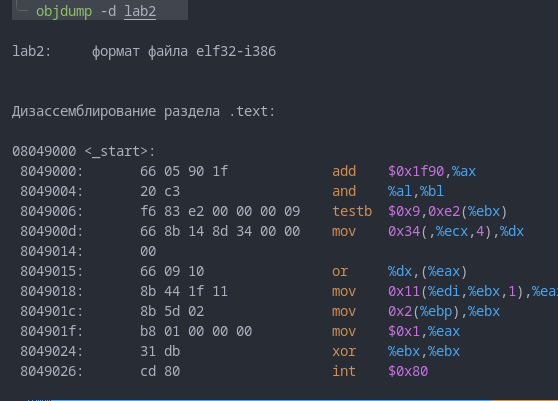 objdump -d lab2
lab2: формат файла elf32-i386
Дизассемблирование раздела .text:
08049000 <_start>:
8049000: 66 05 90 1f add $0x1f90,%ax
8049004: 20 c3 and %al,%bl
8049006: f6 83 e2 00 00 00 09 testb $0x9,0xe2(%ebx)
804900d: 66 8b 14 8d 34 00 00 mov 0x34(,%ecx,4),%dx
8049014: 00
8049015: 66 09 10 or %dx,(%eax)
8049018: 8b 44 1f 11 mov 0x11(%edi,%ebx,1),%ea
804901c: 8b 5d 02 mov 0x2(%ebp),%ebx
804901f: b8 01 00 00 00 mov $0x1,%eax
8049024: 31 db xor %ebx,%ebx
8049026: cd 80 int $0x80